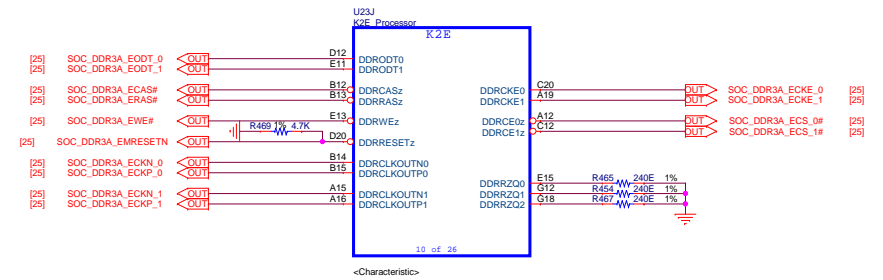 U23J
K2E_Processor
K2E
[25] SOC_DDR3A_EODT_0 OUT D12 DDRODT0
[25] SOC_DDR3A_EODT_1 OUT E11 DDRODT1
[25] SOC_DDR3A_ECAS# OUT B12 DDRCASz DDRCKE0 C20 OUT SOC_DDR3A_ECKE_0 [25]
[25] SOC_DDR3A_ERAS# OUT B13 DDRRASz DDRCKE1 A19 OUT SOC_DDR3A_ECKE_1 [25]
[25] SOC_DDR3A_EWE# OUT E13 DDRWEz DDRCE0z A12 OUT SOC_DDR3A_ECS_0# [25]
R469 1% 4.7K DDRCE1z C12 OUT SOC_DDR3A_ECS_1# [25]
[25] SOC_DDR3A_EMRESETN OUT D20 DDRRESETz
[25] SOC_DDR3A_ECKN_0 OUT B14 DDRCLKOUTN0
[25] SOC_DDR3A_ECKP_0 OUT B15 DDRCLKOUTP0
DDRRZQ0 E15 R465 240E 1%
[25] SOC_DDR3A_ECKN_1 OUT A15 DDRCLKOUTN1 DDRRZQ1 G12 R454 240E 1%
[25] SOC_DDR3A_ECKP_1 OUT A16 DDRCLKOUTP1 DDRRZQ2 G18 R467 240E 1%
10 of 26
<Characteristic>